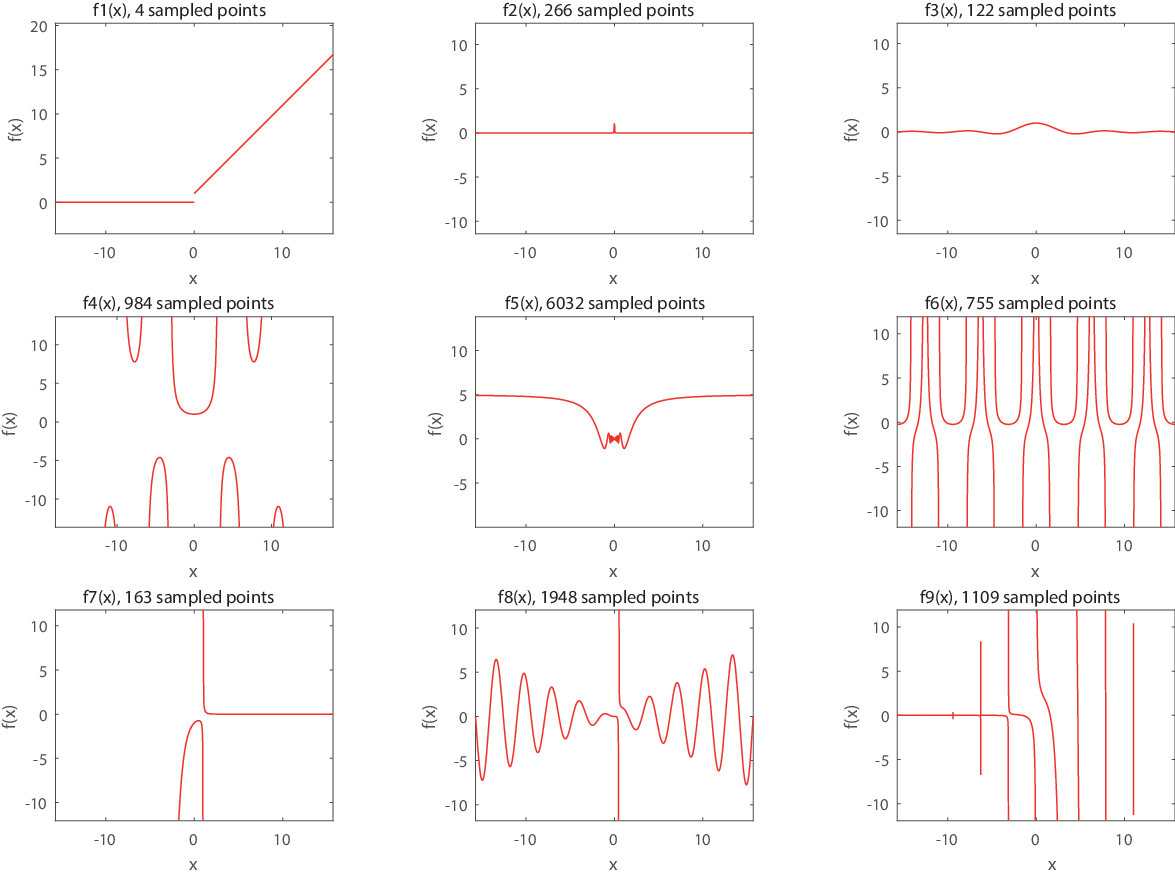 f1(x), 4 sampled points
20
15
10
5
0
f(x)
-10 0 10
x
f2(x), 266 sampled points
10
5
0
-5
-10
f(x)
-10 0 10
x
f3(x), 122 sampled points
10
5
0
-5
-10
f(x)
-10 0 10
x
f4(x), 984 sampled points
10
5
0
-5
-10
f(x)
-10 0 10
x
f5(x), 6032 sampled points
10
5
0
-5
f(x)
-10 0 10
x
f6(x), 755 sampled points
10
5
0
-5
-10
f(x)
-10 0 10
x
f7(x), 163 sampled points
10
5
0
-5
-10
f(x)
-10 0 10
x
f8(x), 1948 sampled points
10
5
0
-5
-10
f(x)
-10 0 10
x
f9(x), 1109 sampled points
10
5
0
-5
-10
f(x)
-10 0 10
x